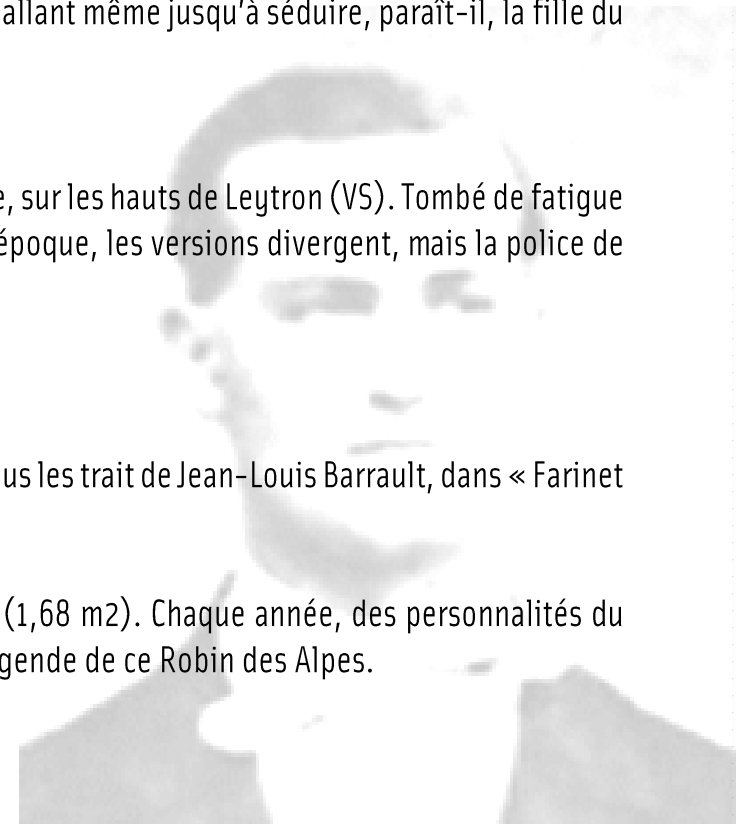 allant même jusqu'à séduire, paraît-il, la fille du
, sur les hauts de Leytron (VS). Tombé de fatigue
époque, les versions divergent, mais la police de
us les trait de Jean-Louis Barrault, dans « Farinet
(1,68 m2). Chaque année, des personnalités du
gende de ce Robin des Alpes.